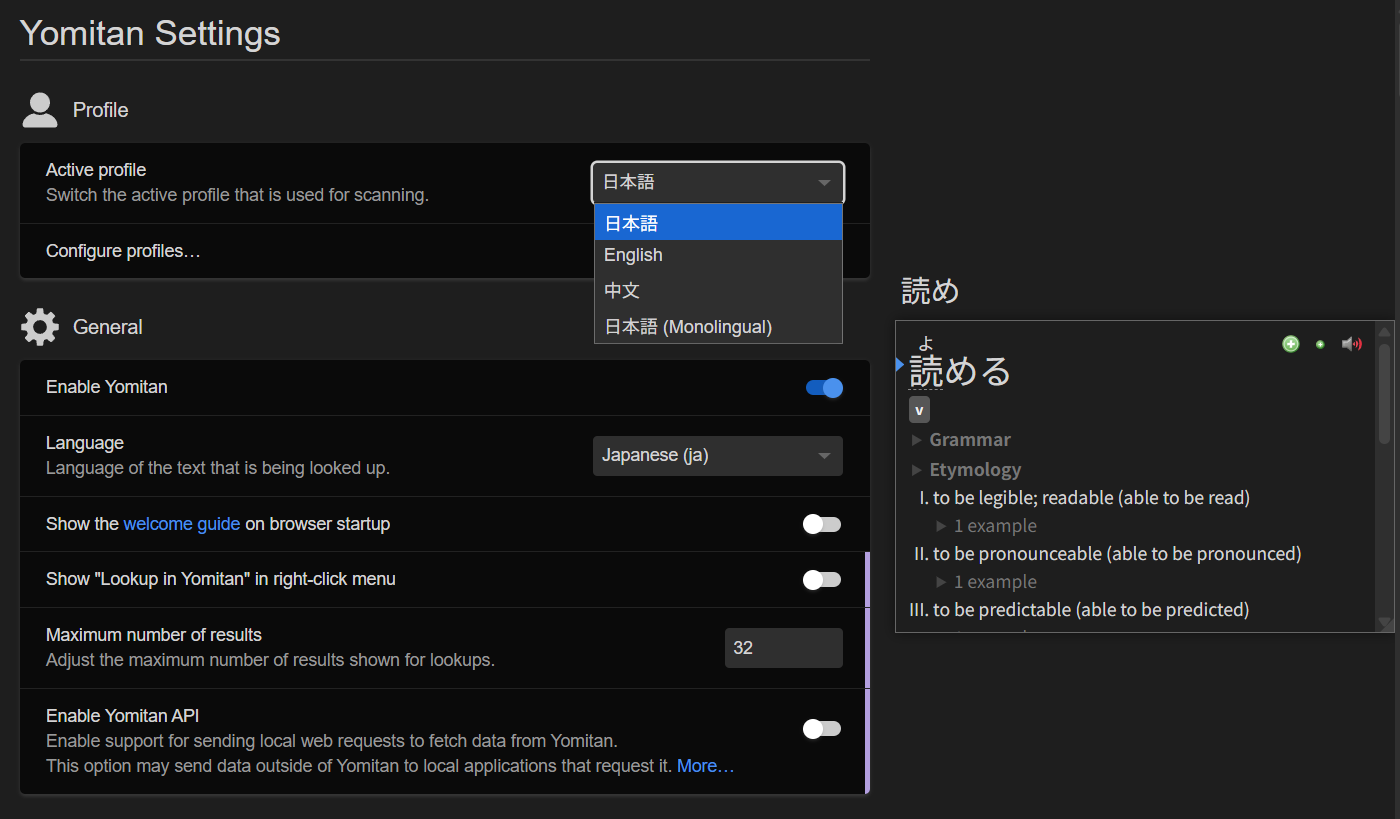 Yomitan Settings
Profile
Active profile
Switch the active profile that is used for scanning.
日本語
日本語
English
中文
日本語 (Monolingual)
Configure profiles…
General
Enable Yomitan
Language
Language of the text that is being looked up.
Japanese (ja)
Show the welcome guide on browser startup
Show "Lookup in Yomitan" in right-click menu
Maximum number of results
Adjust the maximum number of results shown for lookups.
32
Enable Yomitan API
Enable support for sending local web requests to fetch data from Yomitan.
This option may send data outside of Yomitan to local applications that request it. More…
読め
よ
読める
v
Grammar
Etymology
I. to be legible; readable (able to be read)
1 example
II. to be pronounceable (able to be pronounced)
1 example
III. to be predictable (able to be predicted)